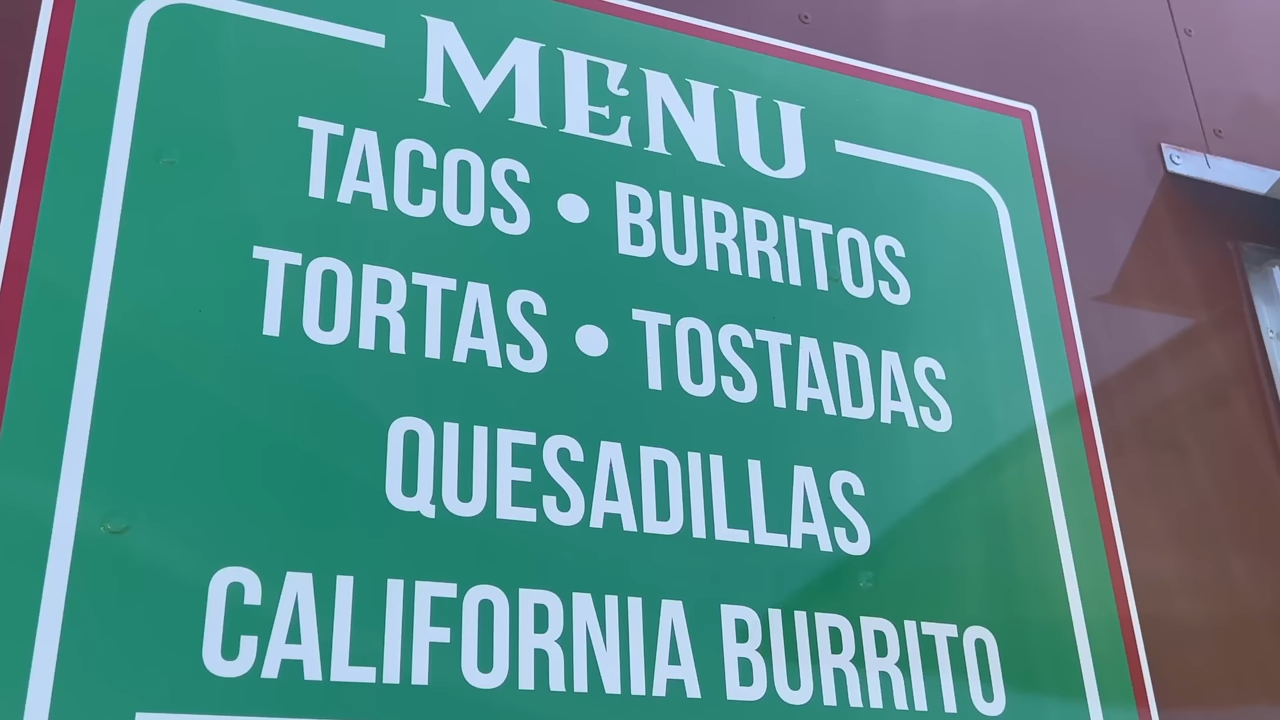 MENU
TACOS • BURRITOS
TORTAS • TOSTADAS
QUESADILLAS
CALIFORNIA BURRITO